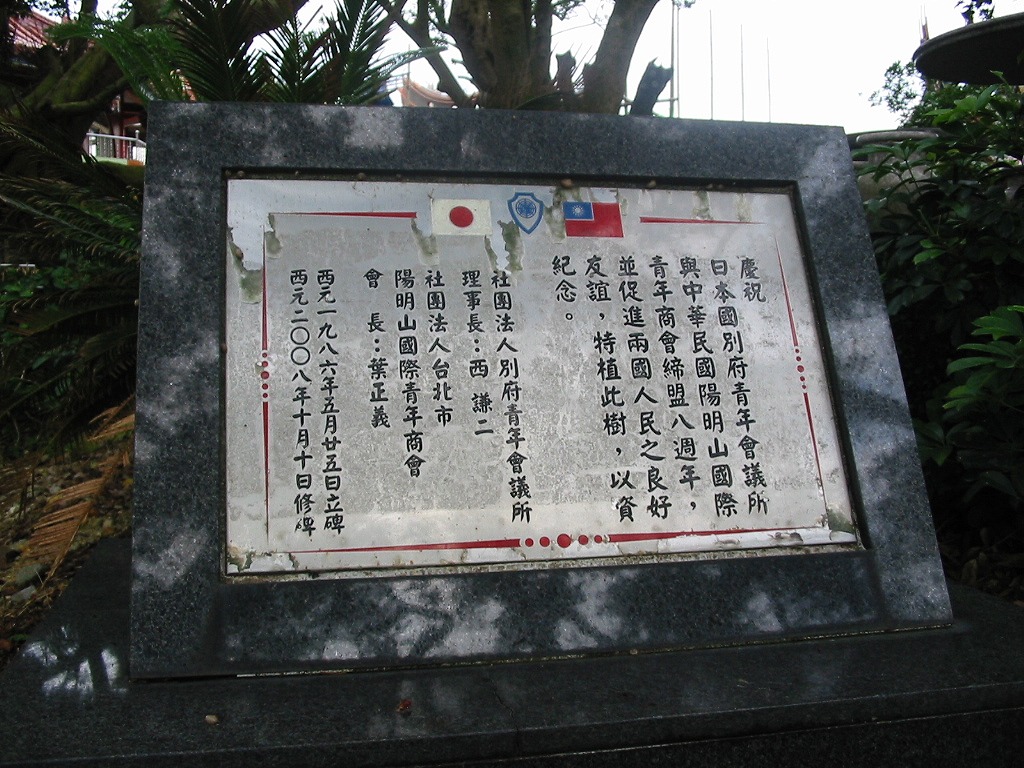 慶祝
日本國別府青年會議所
與中華民國陽明山國際
青年商會締盟八週年，
並促進兩國人民之良好
友誼，特植此樹，以資
紀念。
社團法人別府青年會議所
理事長：西 謙二
社團法人台北市
陽明山國際青年商會
會 長：葉正義
西元一九八六年五月廿五日立碑
西元二〇〇八年十月十日修碑